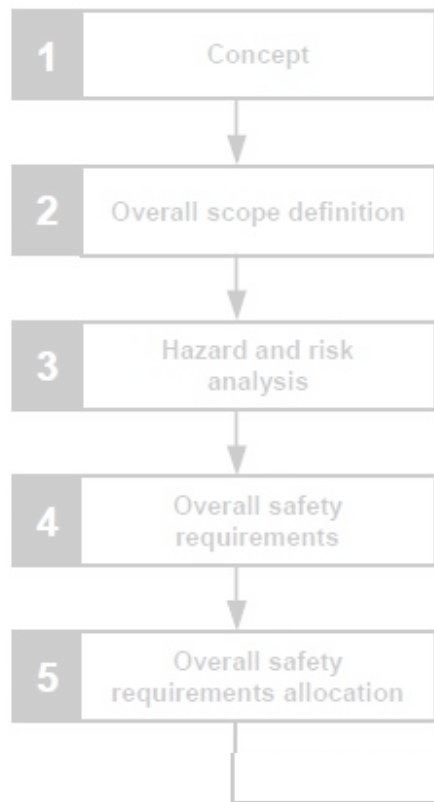 1
Concept
2
Overall scope definition
3
Hazard and risk
analysis
4
Overall safety
requirements
5
Overall safety
requirements allocation